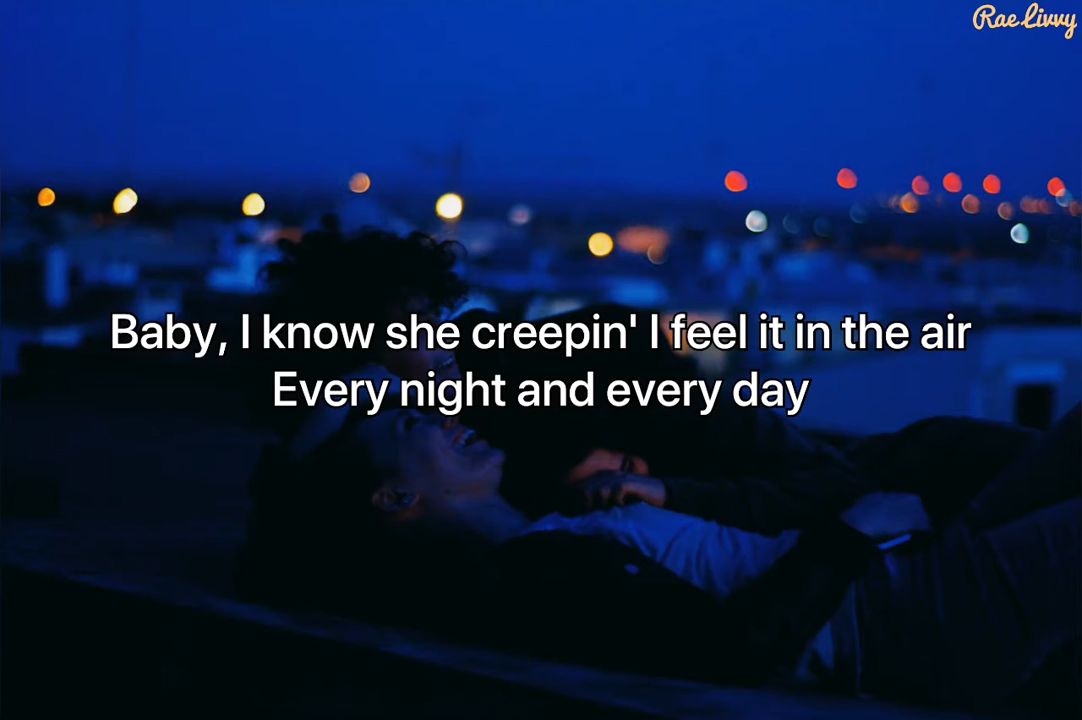 Rae Livvy
Baby, I know she creepin' I feel it in the air
Every night and every day